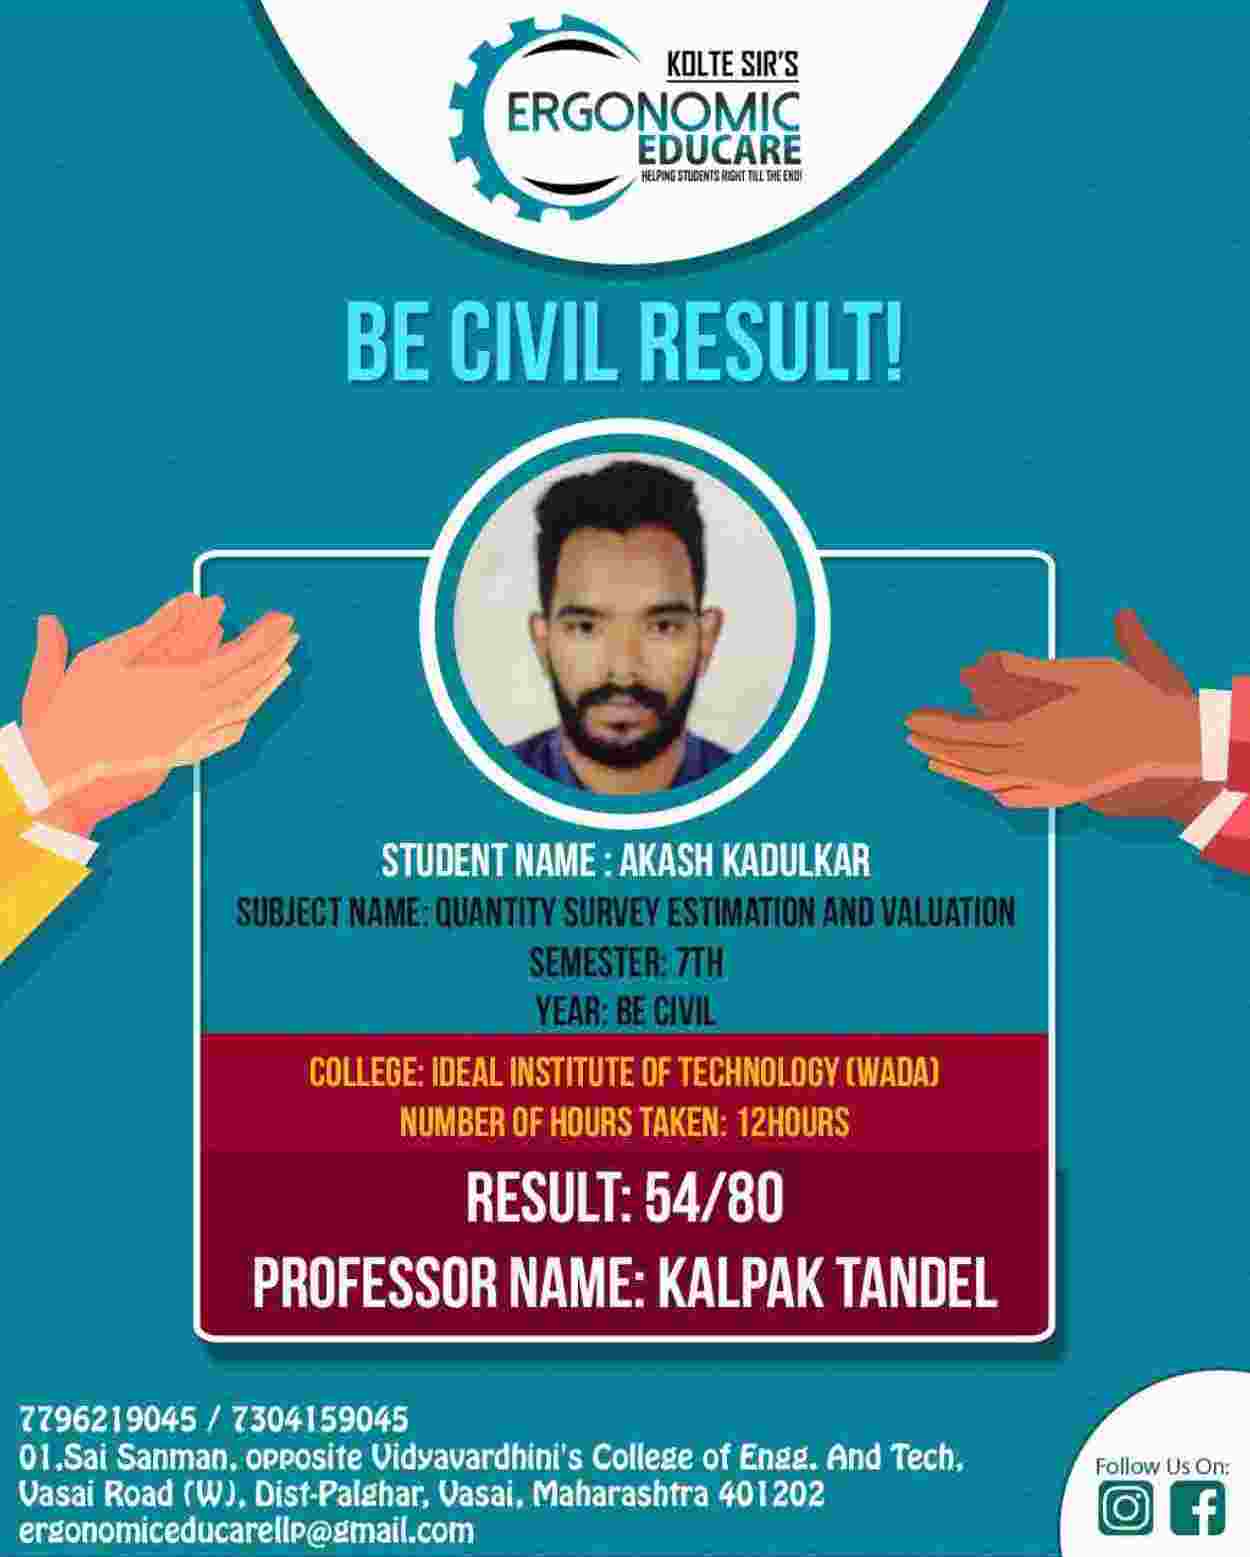 KOLTE SIR'S
ERGONOMIC
EDUCARE
HELPING STUDENTS RIGHT TILL THE END!
BE CIVIL RESULT!
STUDENT NAME : AKASH KADULKAR
SUBJECT NAME: QUANTITY SURVEY ESTIMATION AND VALUATION
SEMESTER: 7TH
YEAR: BE CIVIL
COLLEGE: IDEAL INSTITUTE OF TECHNOLOGY (WADA)
NUMBER OF HOURS TAKEN: 12HOURS
RESULT: 54/80
PROFESSOR NAME: KALPAK TANDEL
7796219045 / 7304159045
01,Sai Sanman, opposite Vidyavardhini's College of Engg. And Tech,
Vasai Road (W), Dist-Palghar, Vasai, Maharashtra 401202
ergonomiceducarellp@gmail.com
Follow Us On: